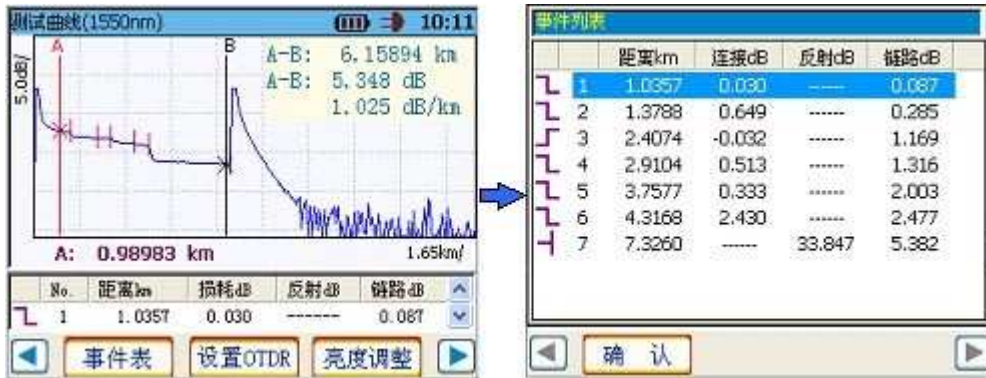 测试曲线(1550nm)
10:11
A
B
A-B: 6.15894 km
A-B: 5.348 dB
1.025 dB/km
5.0dB/
A: 0.98983 km
1.65km/
No. 距离km 损耗dB 反射dB 链路dB
1 1.0357 0.030 ------ 0.087
事件表
设置OTDR
亮度调整
事件列表
距离km 连接dB 反射dB 链路dB
1 1.0357 0.030 ------ 0.087
2 1.3788 0.649 ------ 0.285
3 2.4074 -0.032 ------ 1.169
4 2.9104 0.513 ------ 1.316
5 3.7577 0.333 ------ 2.003
6 4.3168 2.430 ------ 2.477
7 7.3260 ------ 33.847 5.382
确 认